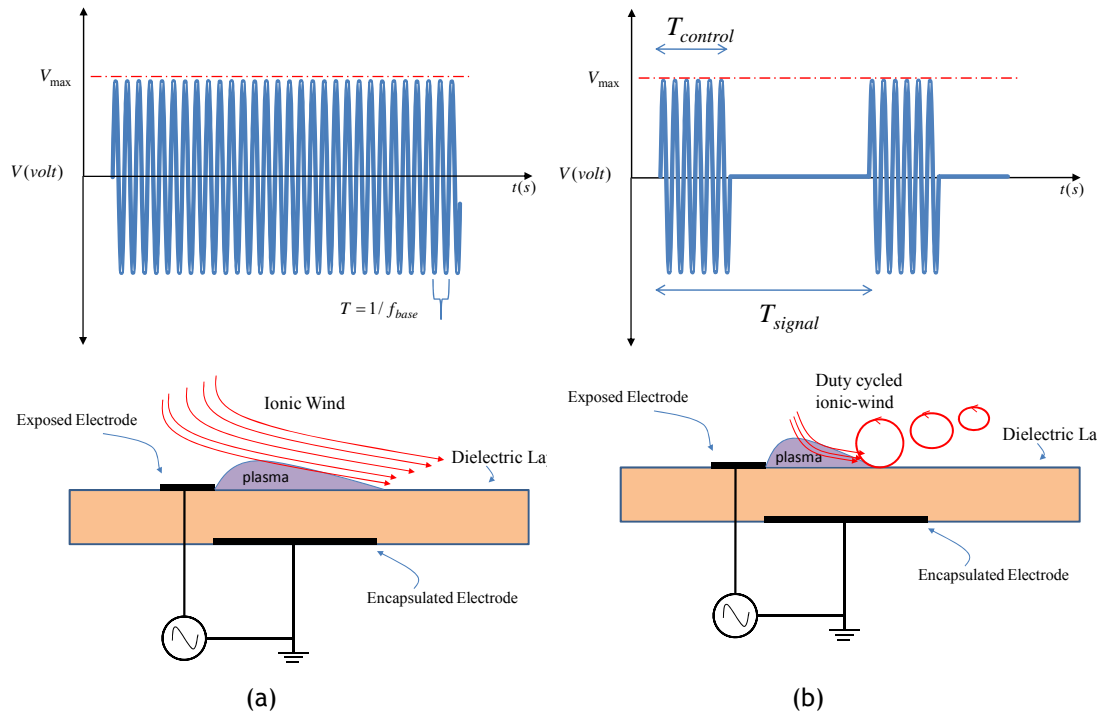 V_max
V(volt)
t(s)
T = 1/ f_base
Ionic Wind
Exposed Electrode
Dielectric La
plasma
Encapsulated Electrode
(a)
T_control
V_max
V(volt)
t(s)
T_signal
Duty cycled
ionic-wind
Exposed Electrode
Dielectric La
plasma
Encapsulated Electrode
(b)